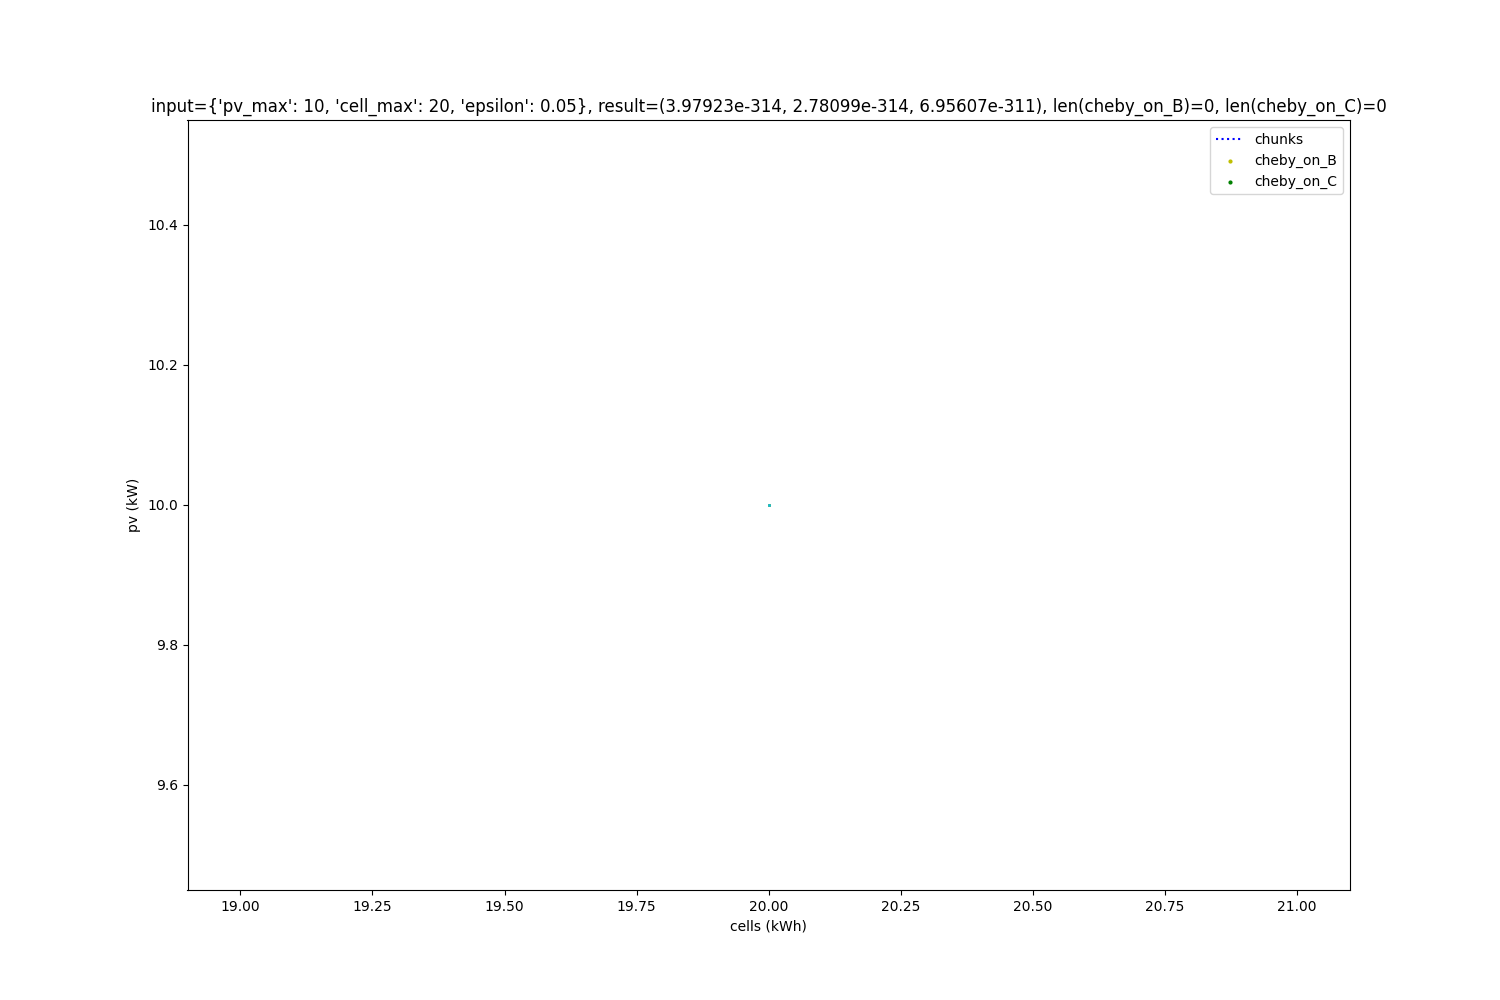 input={'pv_max': 10, 'cell_max': 20, 'epsilon': 0.05}, result=(3.97923e-314, 2.78099e-314, 6.95607e-311), len(cheby_on_B)=0, len(cheby_on_C)=0
chunks
cheby_on_B
cheby_on_C
10.4
10.2
10.0
9.8
9.6
pv (kW)
19.00 19.25 19.50 19.75 20.00 20.25 20.50 20.75 21.00
cells (kWh)